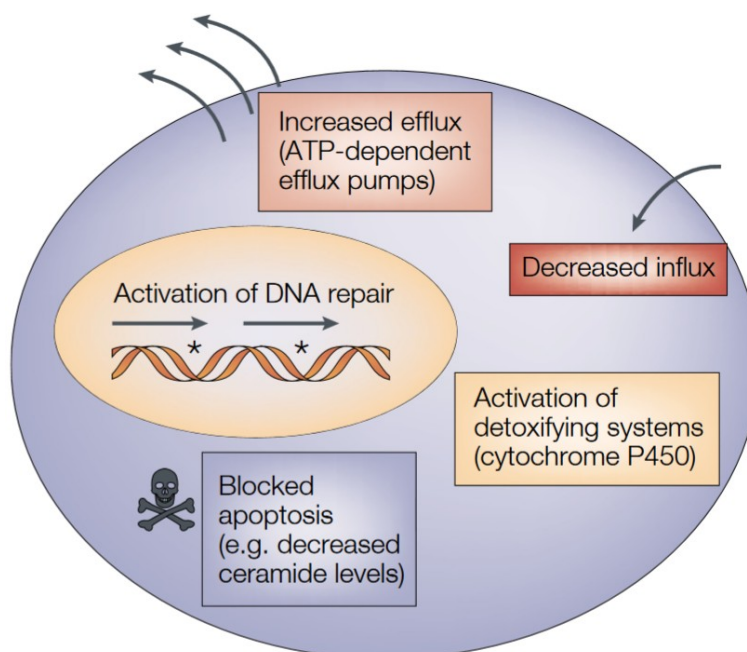 Increased efflux
(ATP-dependent
efflux pumps)
Decreased influx
Activation of DNA repair
* *
Activation of
detoxifying systems
(cytochrome P450)
Blocked
apoptosis
(e.g. decreased
ceramide levels)